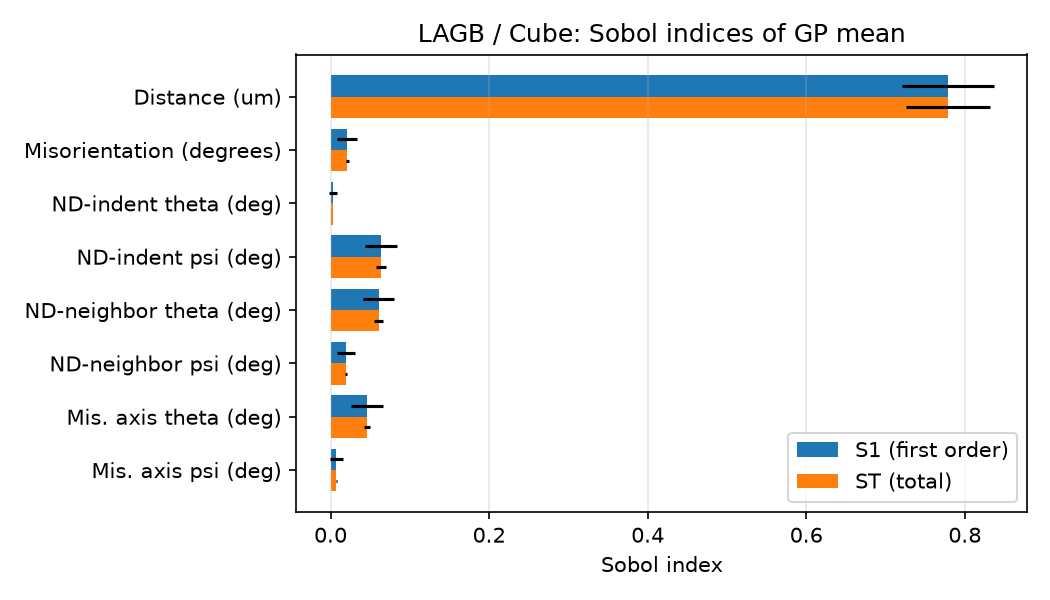 LAGB / Cube: Sobol indices of GP mean
Distance (um)
Misorientation (degrees)
ND-indent theta (deg)
ND-indent psi (deg)
ND-neighbor theta (deg)
ND-neighbor psi (deg)
Mis. axis theta (deg)
Mis. axis psi (deg)
S1 (first order)
ST (total)
0.0 0.2 0.4 0.6 0.8
Sobol index